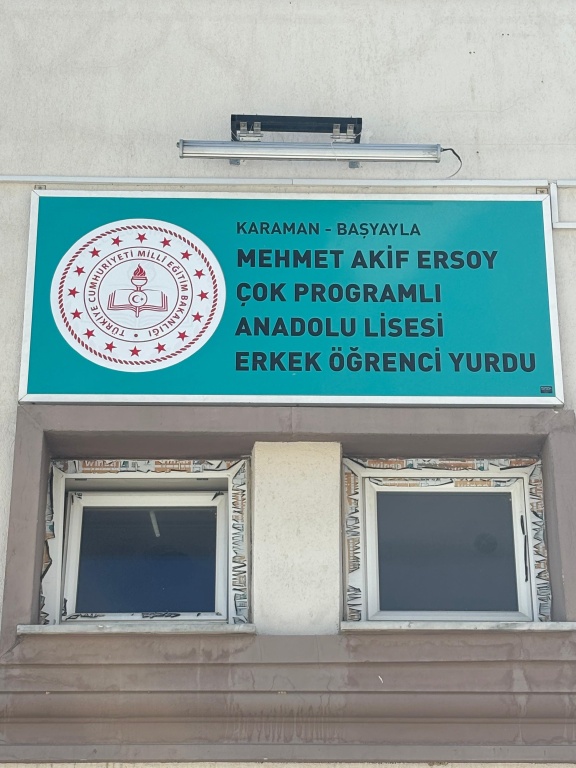 KARAMAN - BAŞYAYLA
MEHMET AKİF ERSOY
ÇOK PROGRAMLI
ANADOLU LİSESİ
ERKEK ÖĞRENCİ YURDU
TÜRKİYE CUMHURİYETİ MİLLÎ EĞİTİM BAKANLIĞI